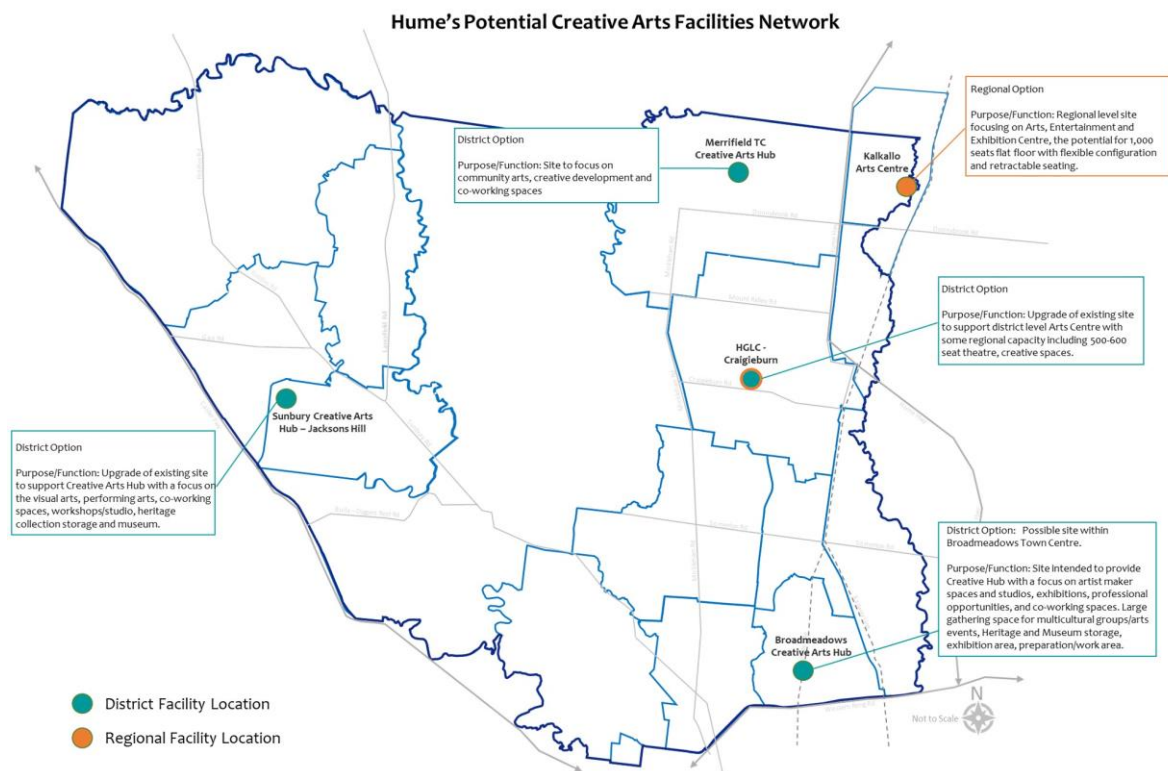 Hume's Potential Creative Arts Facilities Network
Regional Option
Purpose/Function: Regional level site
focusing on Arts, Entertainment and
Exhibition Centre, the potential for 1,000
seats flat floor with flexible configuration
and retractable seating.
District Option
Purpose/Function: Site to focus on
community arts, creative development and
co-working spaces
Merrifield TC
Creative Arts Hub
Kalkallo
Arts Centre
District Option
Purpose/Function: Upgrade of existing site
to support district level Arts Centre with
some regional capacity including 500-600
seat theatre, creative spaces.
HGLC -
Craigieburn
Craigieburn Rd
Sunbury Creative Arts
Hub – Jacksons Hill
District Option
Purpose/Function: Upgrade of existing site
to support Creative Arts Hub with a focus on
the visual arts, performing arts, co-working
spaces, workshops/studio, heritage
collection storage and museum.
District Option: Possible site within
Broadmeadows Town Centre.
Purpose/Function: Site intended to provide
Creative Hub with a focus on artist maker
spaces and studios, exhibitions, professional
opportunities, and co-working spaces. Large
gathering space for multicultural groups/arts
events, Heritage and Museum storage,
exhibition area, preparation/work area.
Broadmeadows
Creative Arts Hub
District Facility Location
Regional Facility Location
N
Not to Scale